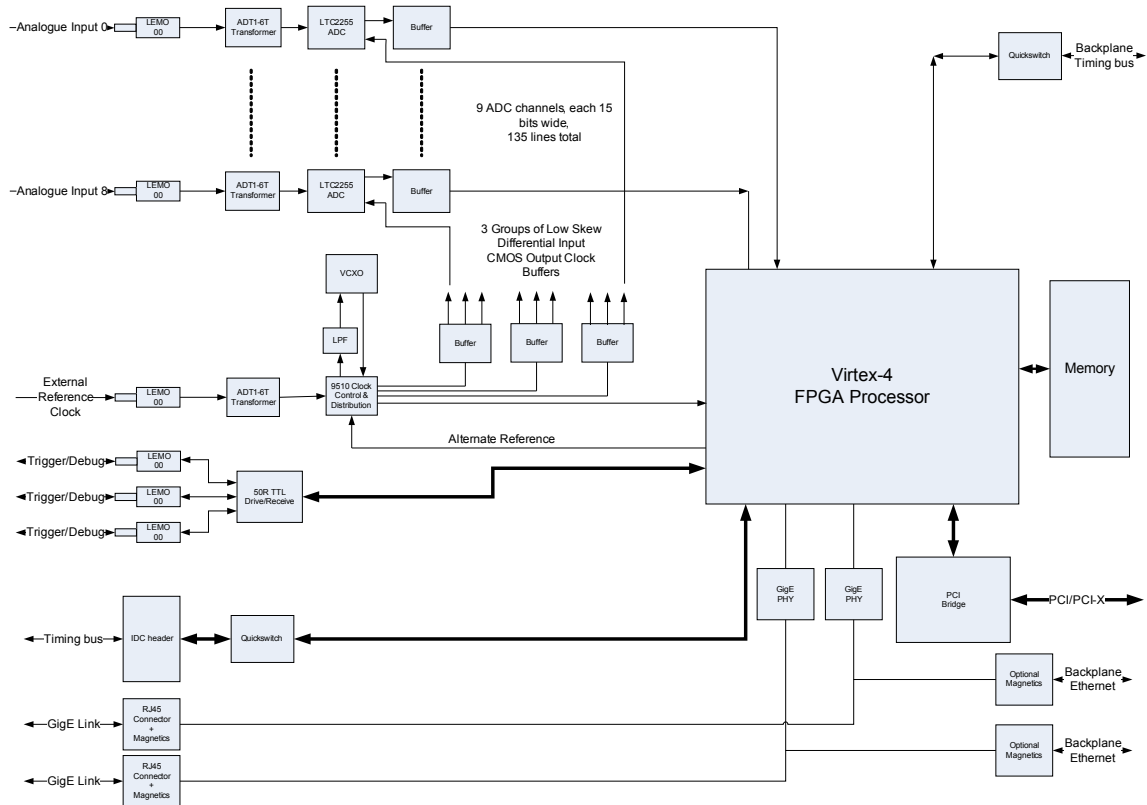 Analogue Input 0
LEMO
00
ADT1-6T
Transformer
LTC2255
ADC
Buffer
Quickswitch
Backplane
Timing bus
9 ADC channels, each 15
bits wide,
135 lines total
Analogue Input 8
LEMO
00
ADT1-6T
Transformer
LTC2255
ADC
Buffer
3 Groups of Low Skew
Differential Input
CMOS Output Clock
Buffers
VCXO
LPF
Buffer
Buffer
Buffer
External
Reference
Clock
LEMO
00
ADT1-6T
Transformer
9510 Clock
Control &
Distribution
Virtex-4
FPGA Processor
Memory
Alternate Reference
Trigger/Debug
LEMO
00
Trigger/Debug
LEMO
00
Trigger/Debug
LEMO
00
50R TTL
Drive/Receive
GigE
PHY
GigE
PHY
PCI
Bridge
PCI/PCI-X
Timing bus
IDC header
Quickswitch
Optional
Magnetics
Backplane
Ethernet
GigE Link
RJ45
Connector
+
Magnetics
Optional
Magnetics
Backplane
Ethernet
GigE Link
RJ45
Connector
+
Magnetics